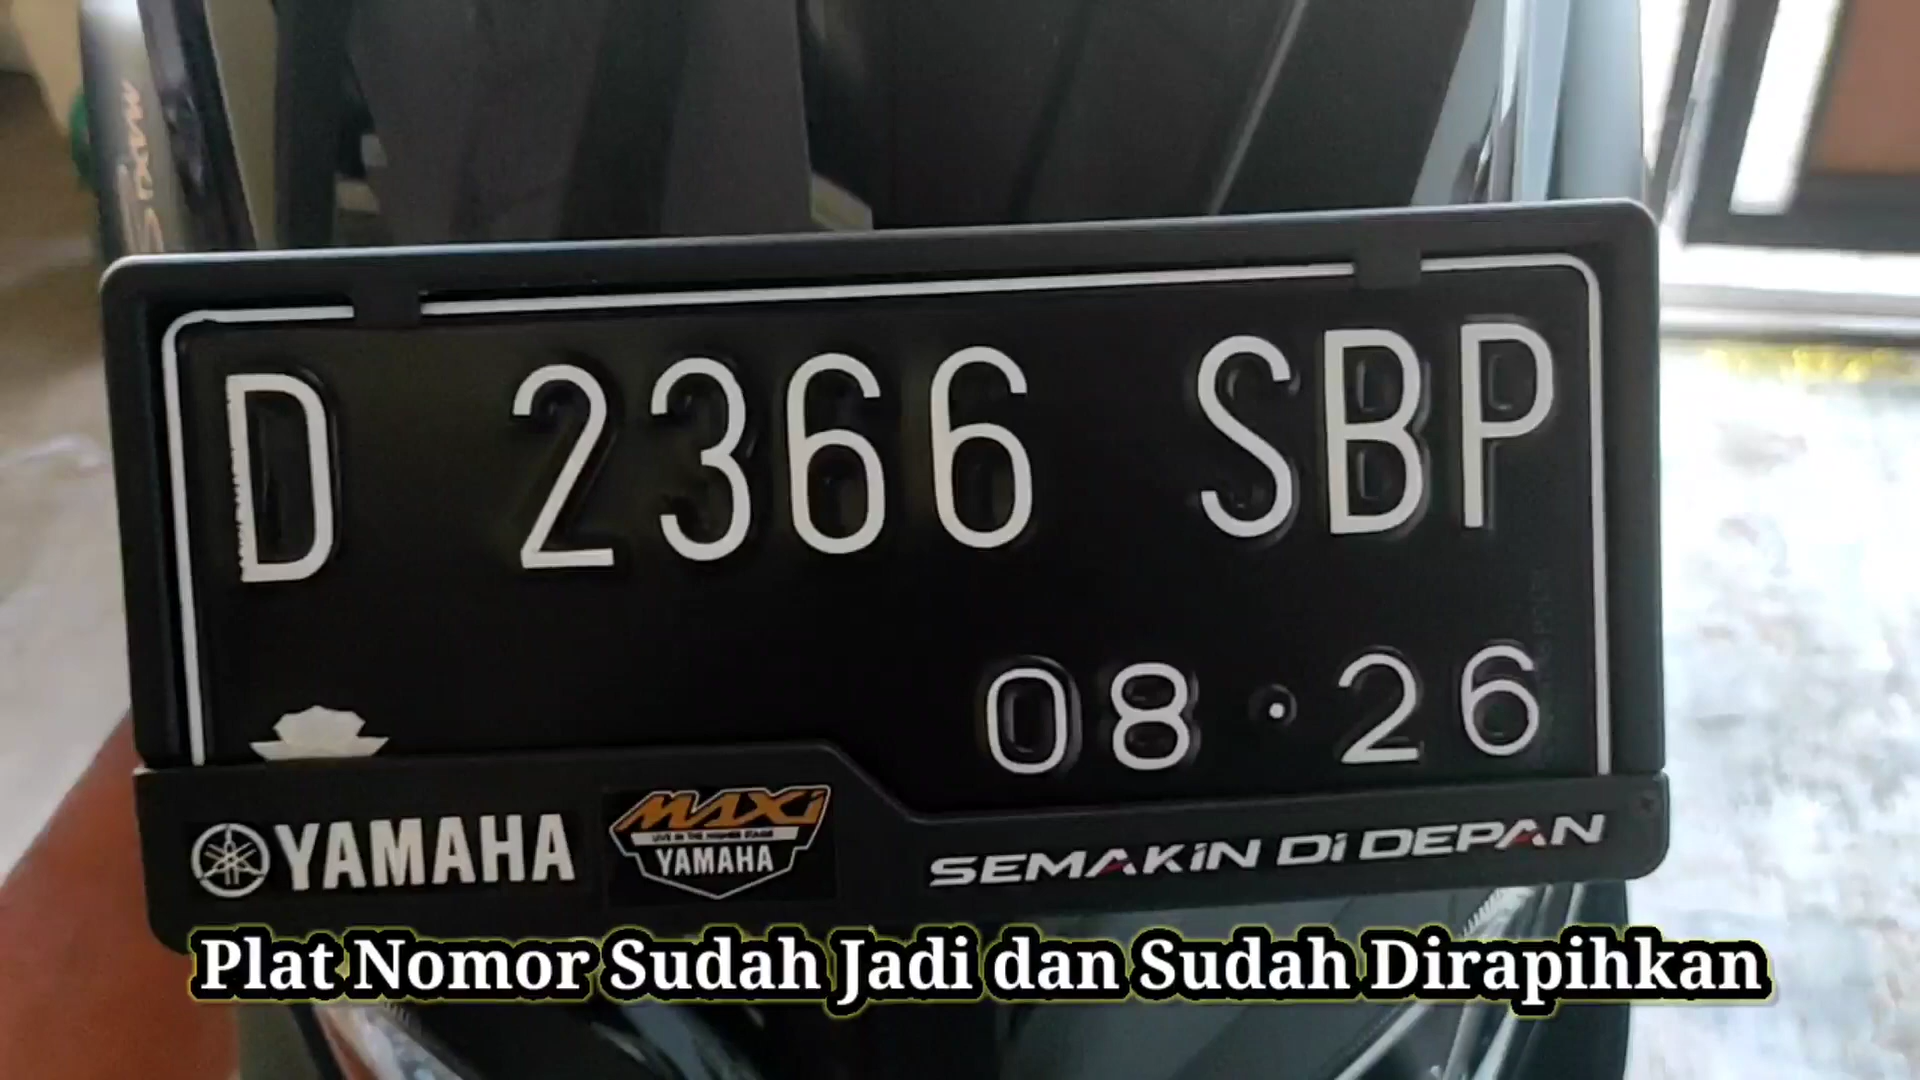 D 2366 SBP
08·26
YAMAHA
MAXi
YAMAHA
SEMAKiN Di DEPAN
Plat Nomor Sudah Jadi dan Sudah Dirapihkan